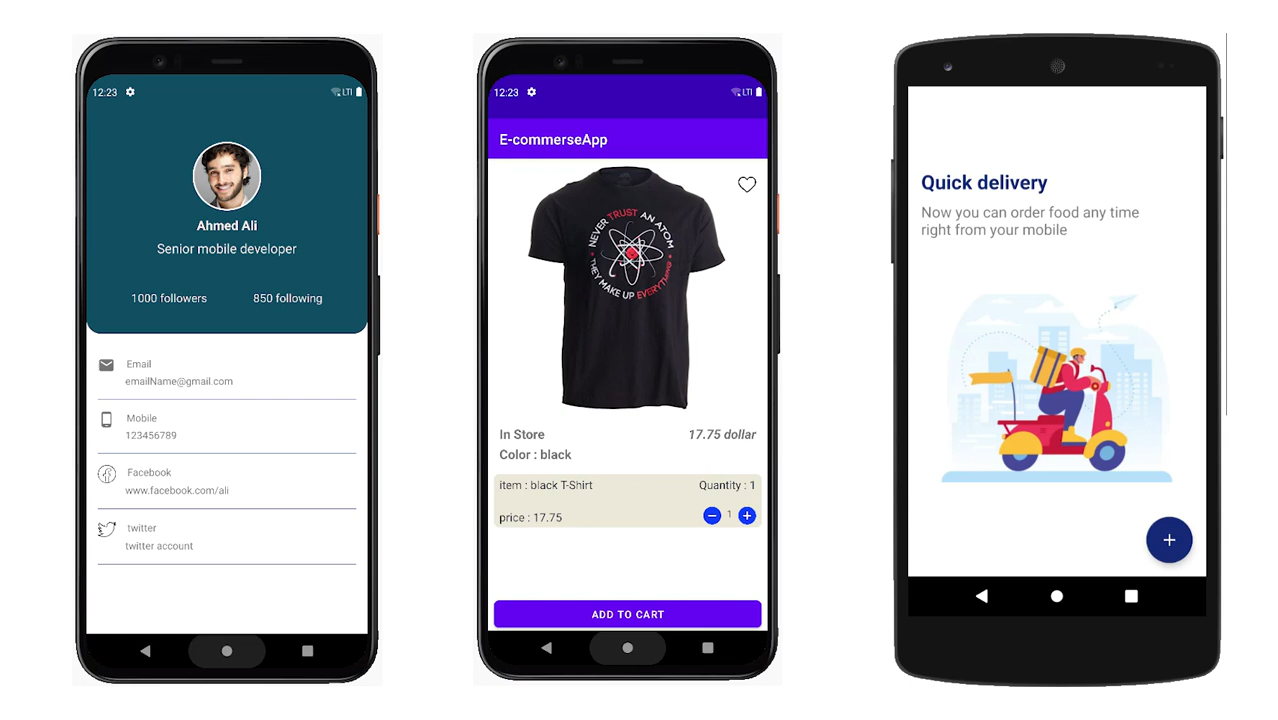 12:23
LTI
Ahmed Ali
Senior mobile developer
1000 followers
850 following
Email
emailName@gmail.com
Mobile
123456789
Facebook
www.facebook.com/ali
twitter
twitter account
12:23
LTI
E-commerseApp
NEVER TRUST AN ATOM
THEY MAKE UP EVERYTHING
In Store
17.75 dollar
Color : black
item : black T-Shirt
Quantity : 1
price : 17.75
1
ADD TO CART
Quick delivery
Now you can order food any time
right from your mobile